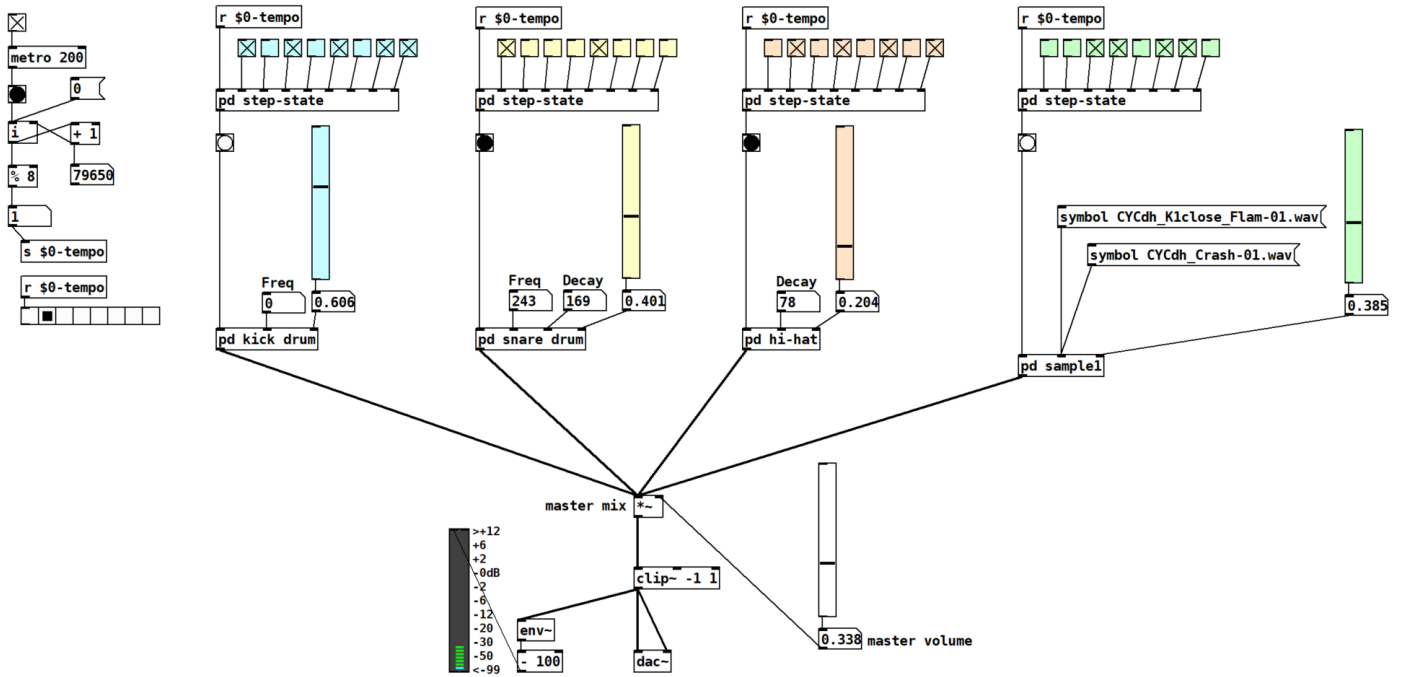 metro 200
0
i
+ 1
% 8
79650
1
s $0-tempo
r $0-tempo
r $0-tempo
pd step-state
Freq
0
0.606
pd kick drum
r $0-tempo
pd step-state
Freq
Decay
243
169
0.401
pd snare drum
r $0-tempo
pd step-state
Decay
78
0.204
pd hi-hat
r $0-tempo
pd step-state
symbol CYCdh_K1close_Flam-01.wav
symbol CYCdh_Crash-01.wav
0.385
pd sample1
master mix
*~
clip~ -1 1
>+12
+6
+2
-0dB
-2
-6
-12
-20
-30
-50
<-99
env~
- 100
dac~
0.338
master volume